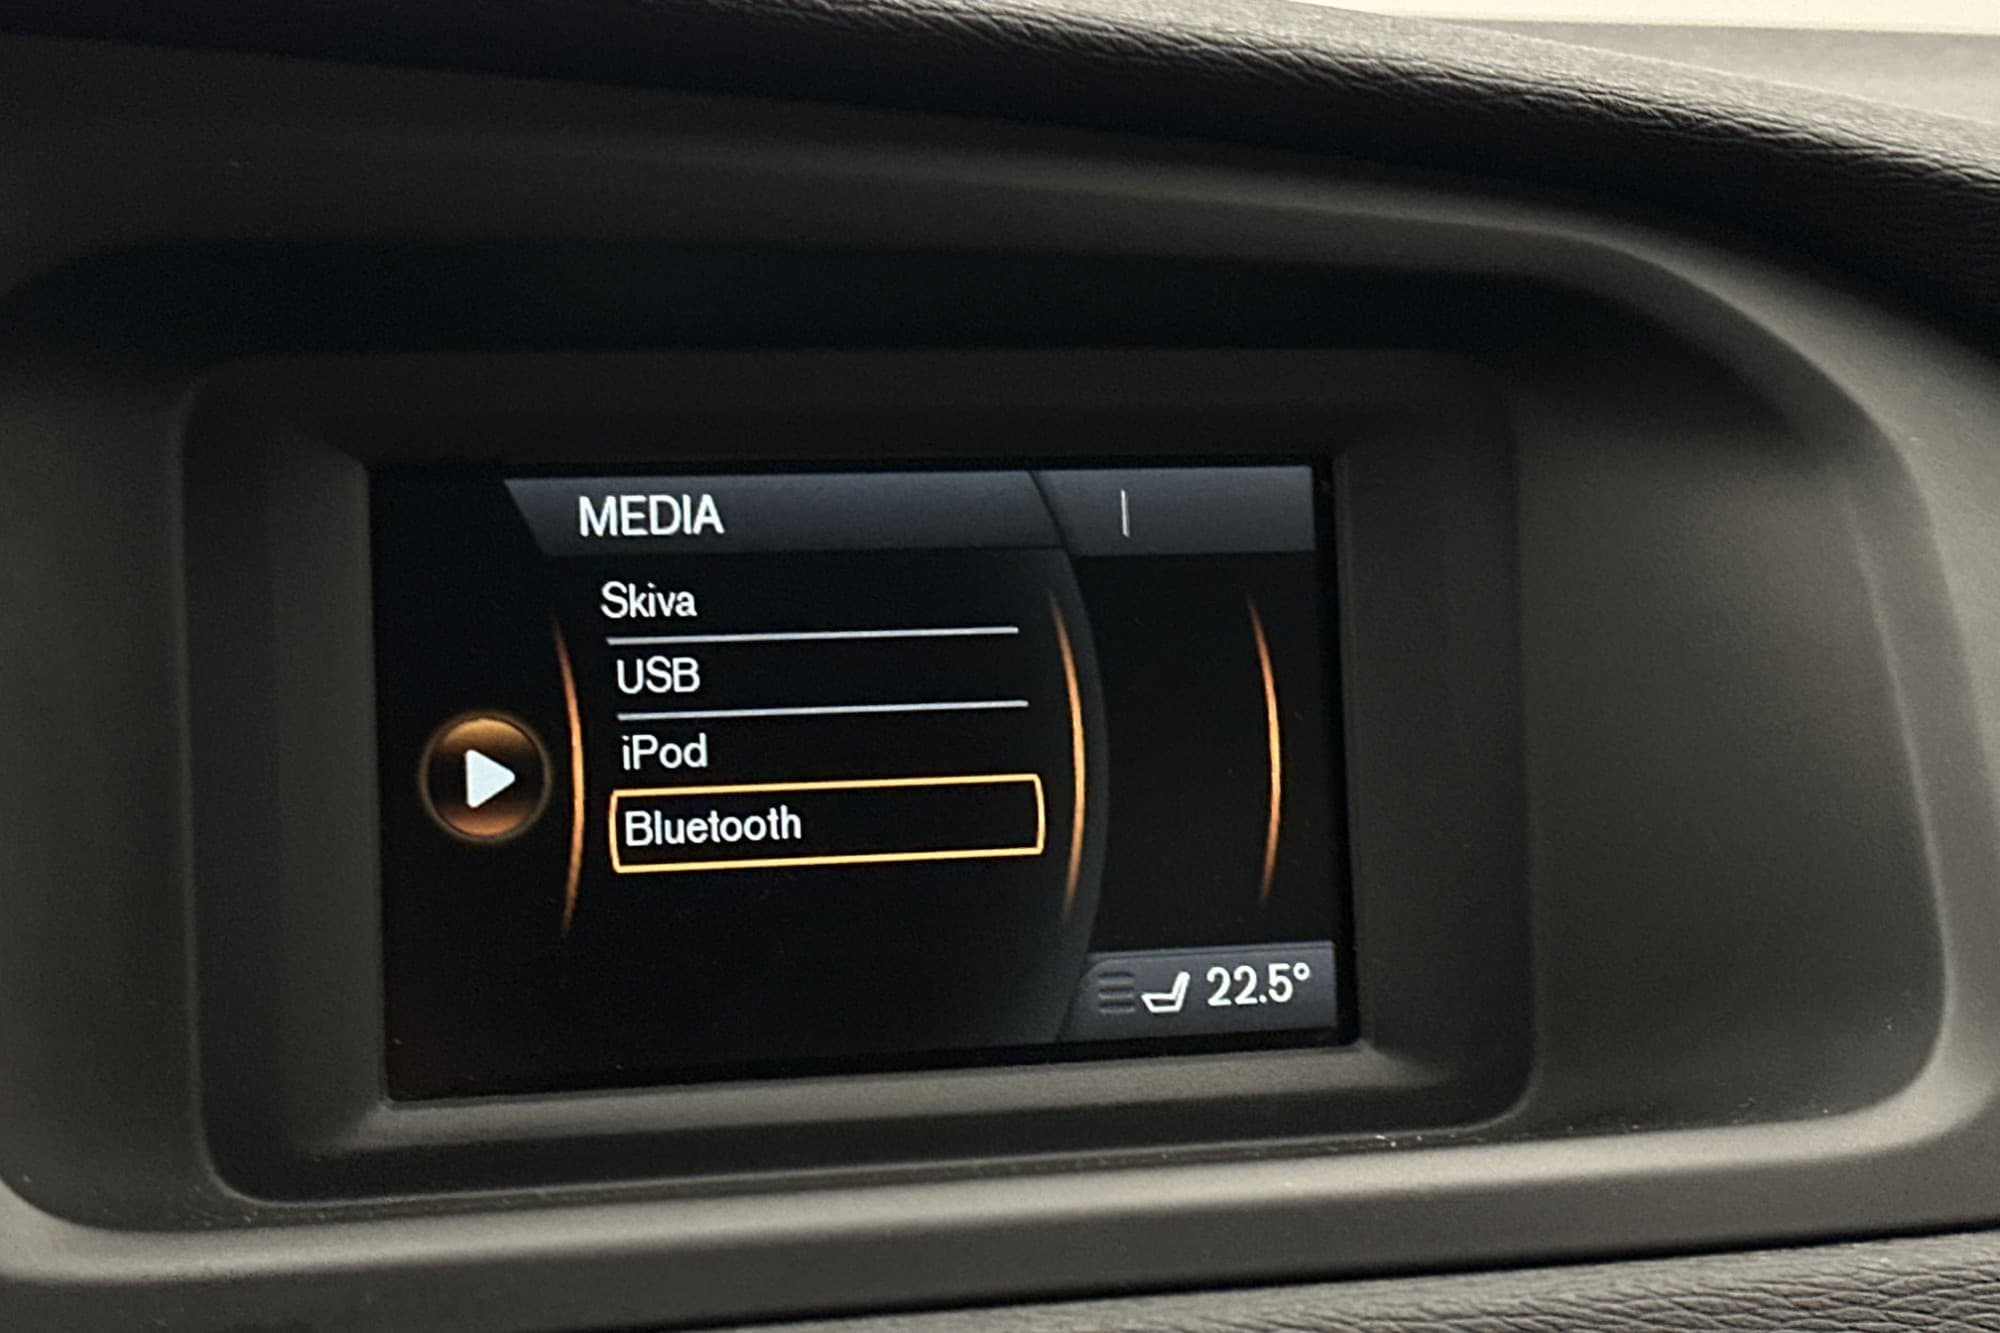 MEDIA
Skiva
USB
iPod
Bluetooth
22.5°